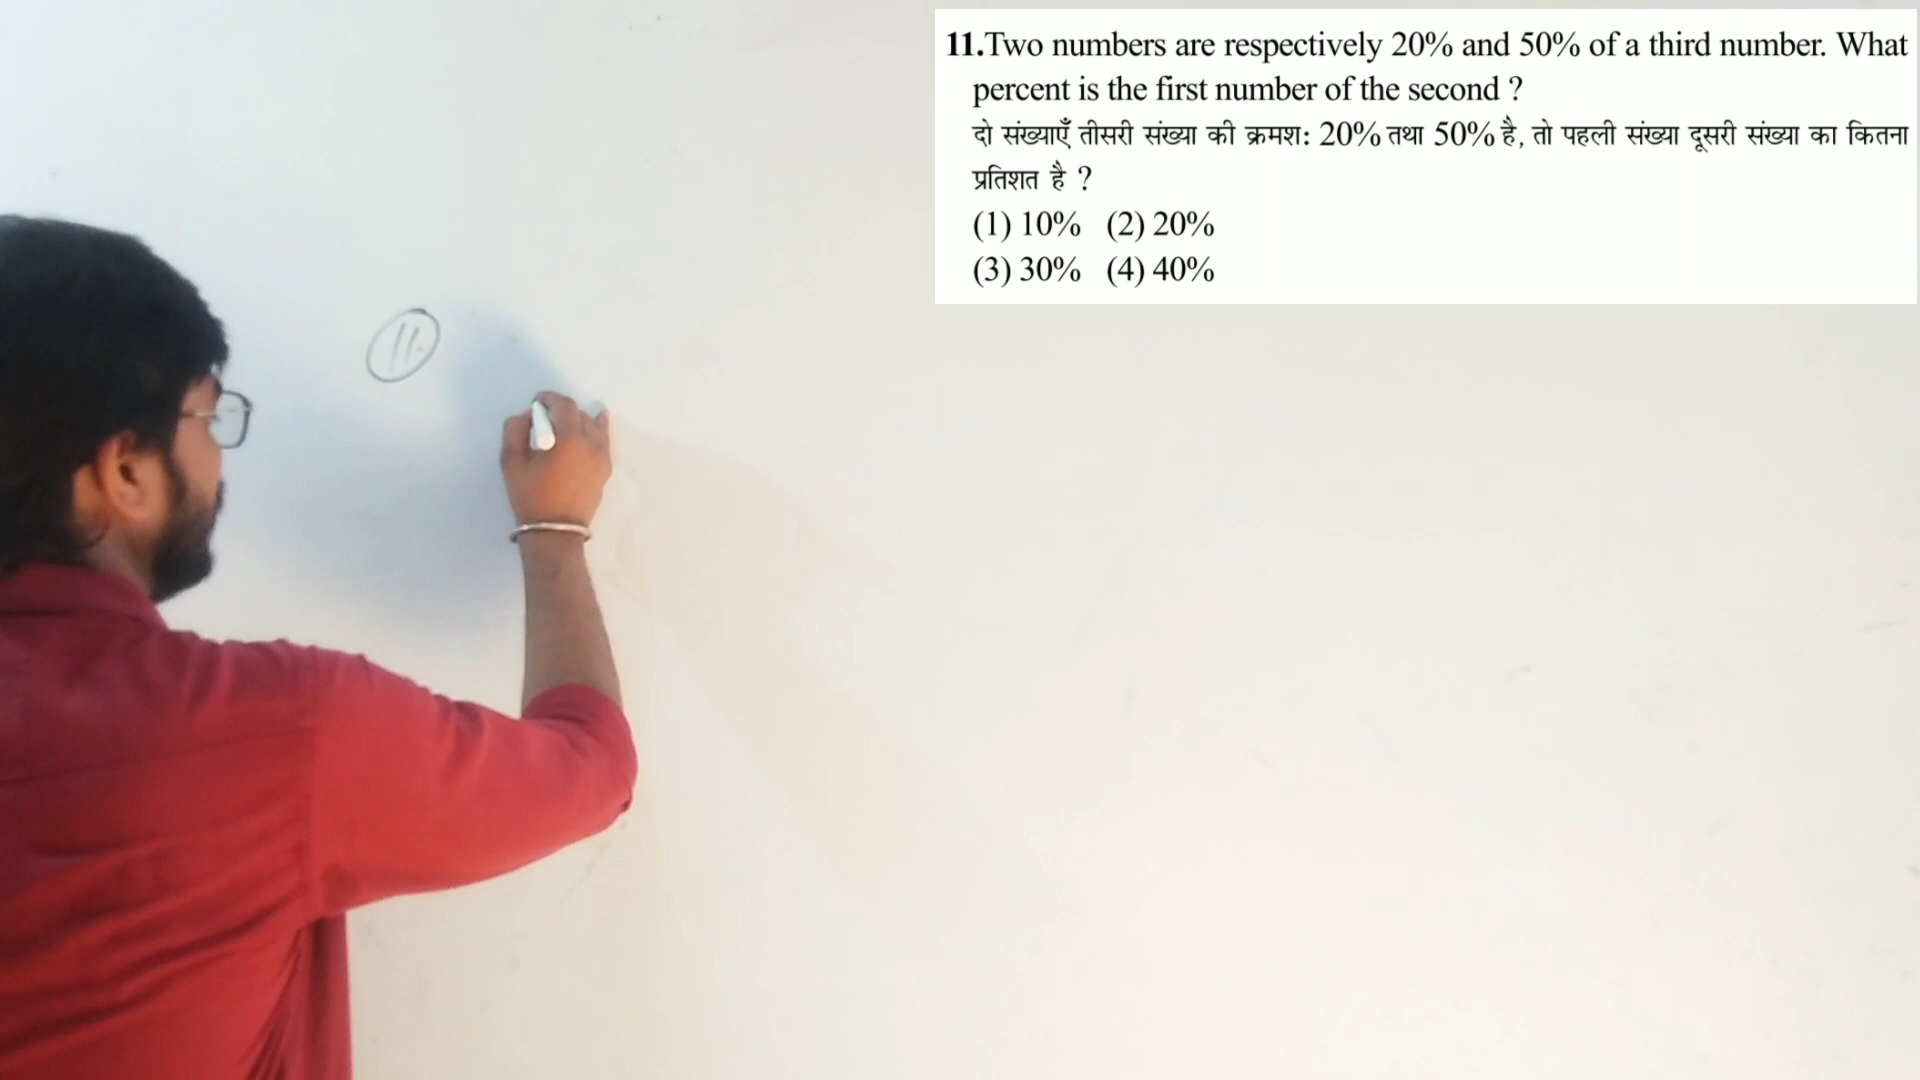 11.Two numbers are respectively 20% and 50% of a third number. What
percent is the first number of the second ?
दो संख्याएँ तीसरी संख्या की क्रमश: 20% तथा 50% है, तो पहली संख्या दूसरी संख्या का कितना
प्रतिशत है ?
(1) 10% (2) 20%
(3) 30% (4) 40%
11.